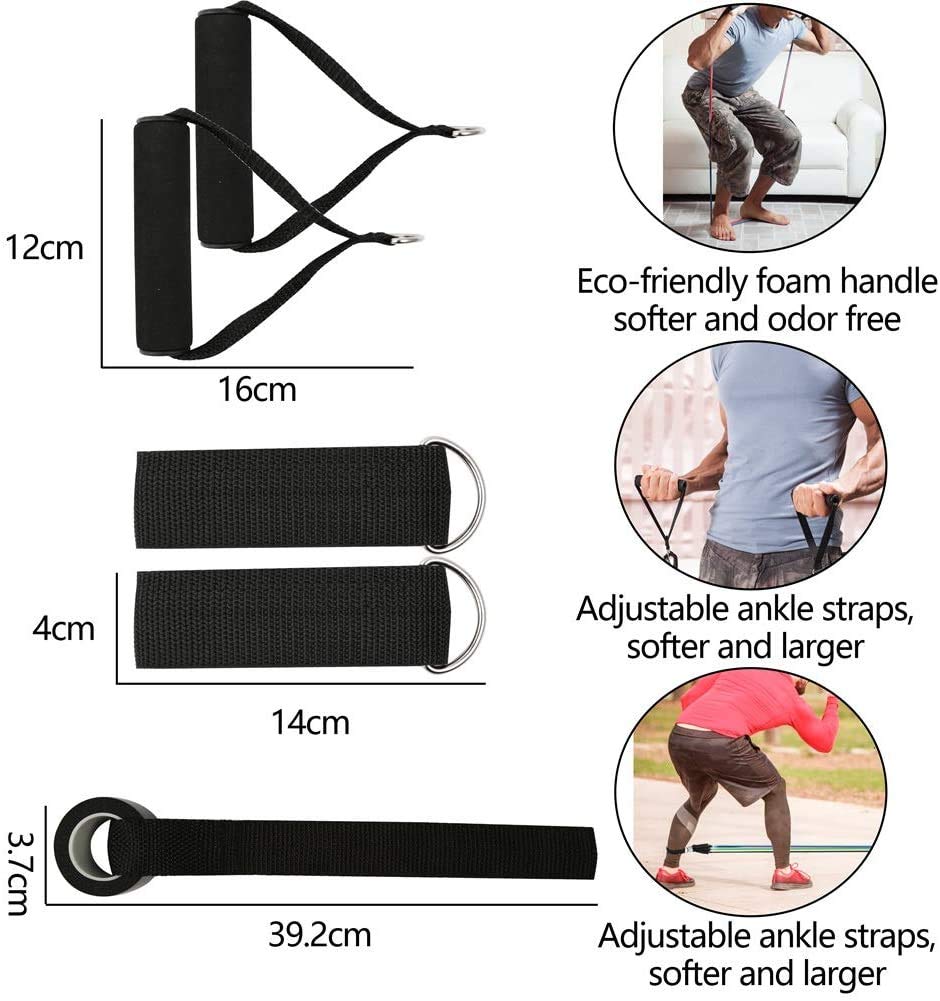 12cm
16cm
Eco-friendly foam handle
softer and odor free
4cm
14cm
Adjustable ankle straps,
softer and larger
3.7cm
39.2cm
Adjustable ankle straps,
softer and larger